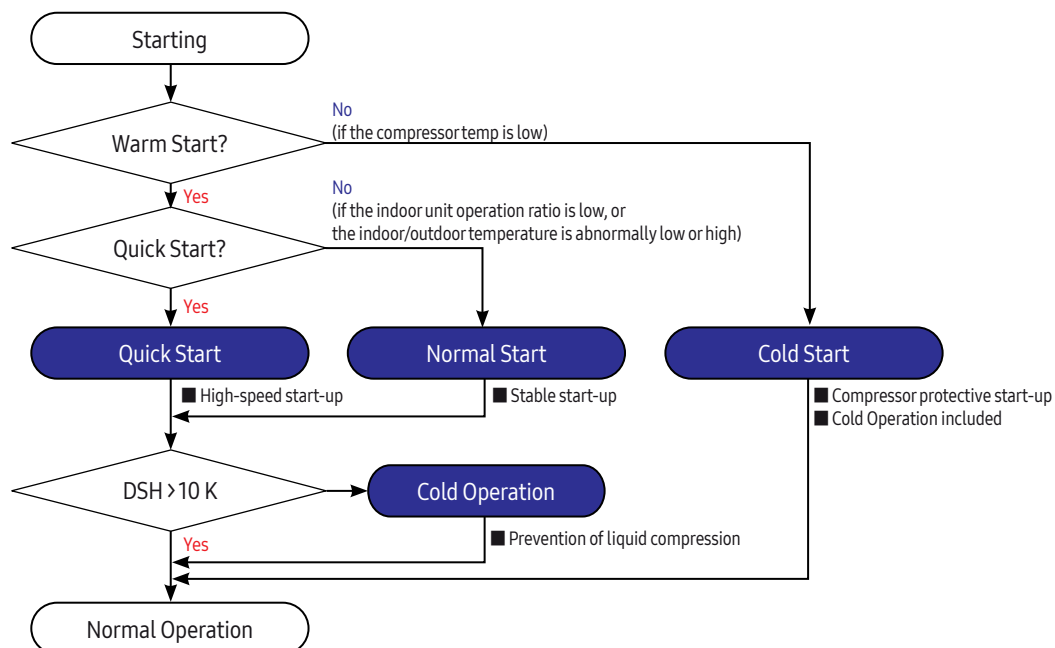 Starting
No
(if the compressor temp is low)
Warm Start?
Yes
No
(if the indoor unit operation ratio is low, or
the indoor/outdoor temperature is abnormally low or high)
Quick Start?
Yes
Quick Start
Normal Start
Cold Start
■ High-speed start-up
■ Stable start-up
■ Compressor protective start-up
■ Cold Operation included
DSH > 10 K
Cold Operation
■ Prevention of liquid compression
Yes
Normal Operation